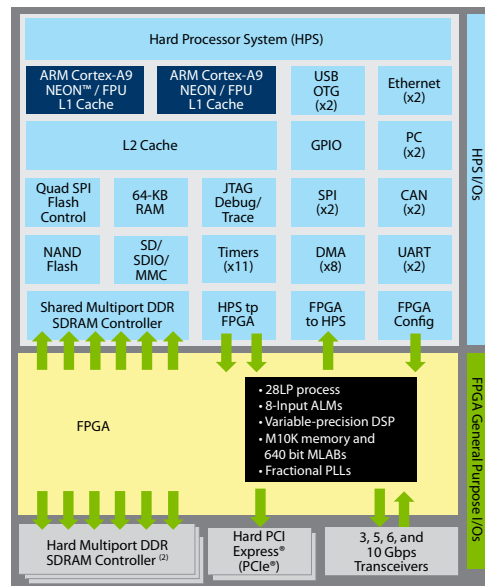 Hard Processor System (HPS)
ARM Cortex-A9
NEON™ / FPU
L1 Cache
ARM Cortex-A9
NEON / FPU
L1 Cache
USB
OTG
(x2)
Ethernet
(x2)
L2 Cache
GPIO
PC
(x2)
Quad SPI
Flash
Control
64-KB
RAM
JTAG
Debug/
Trace
SPI
(x2)
CAN
(x2)
NAND
Flash
SD/
SDIO/
MMC
Timers
(x11)
DMA
(x8)
UART
(x2)
Shared Multiport DDR
SDRAM Controller
HPS tp
FPGA
FPGA
to HPS
FPGA
Config
HPS I/Os
FPGA
• 28LP process
• 8-Input ALMs
• Variable-precision DSP
• M10K memory and
640 bit MLABs
• Fractional PLLs
FPGA General Purpose I/Os
Hard Multiport DDR
SDRAM Controller (2)
Hard PCI
Express®
(PCIe®)
3, 5, 6, and
10 Gbps
Transceivers